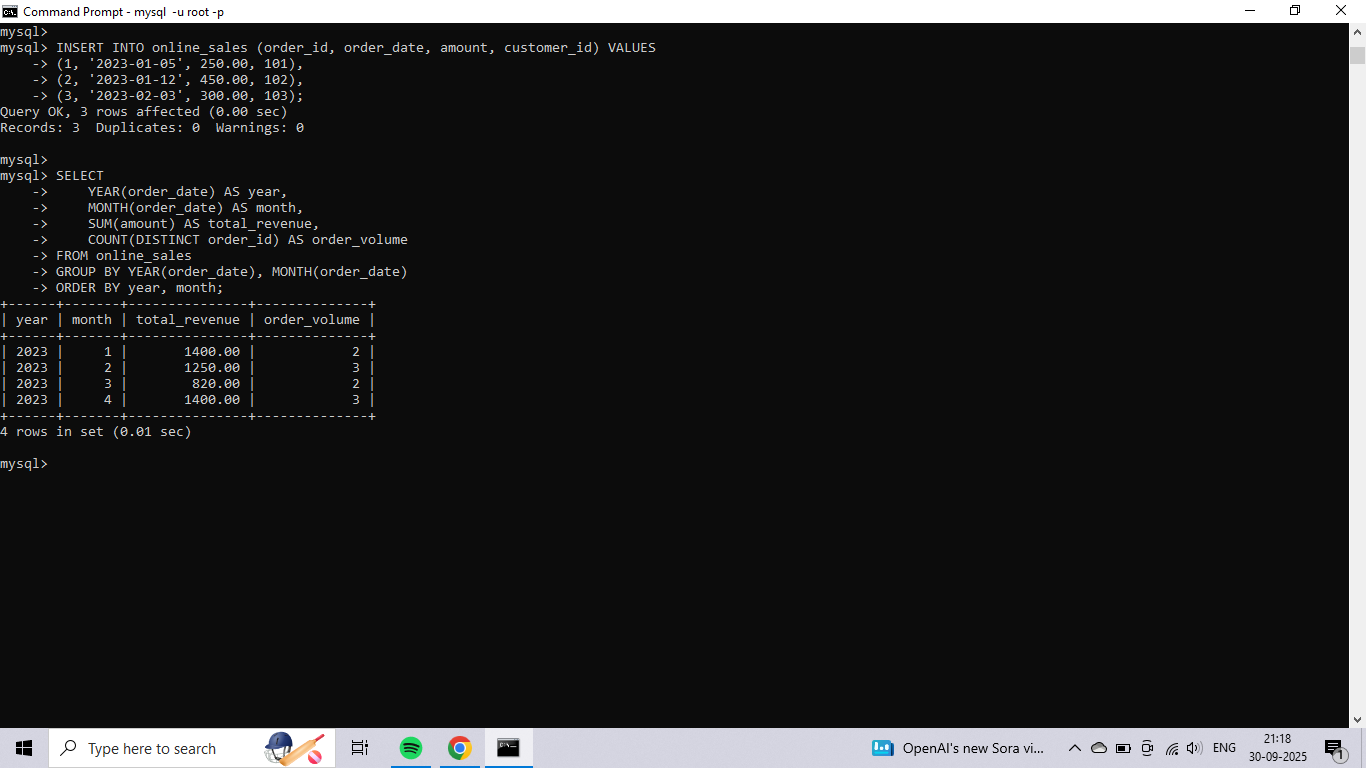 Command Prompt - mysql  -u root -p
mysql>
mysql> INSERT INTO online_sales (order_id, order_date, amount, customer_id) VALUES
    -> (1, '2023-01-05', 250.00, 101),
    -> (2, '2023-01-12', 450.00, 102),
    -> (3, '2023-02-03', 300.00, 103);
Query OK, 3 rows affected (0.00 sec)
Records: 3  Duplicates: 0  Warnings: 0
mysql>
mysql> SELECT
    ->     YEAR(order_date) AS year,
    ->     MONTH(order_date) AS month,
    ->     SUM(amount) AS total_revenue,
    ->     COUNT(DISTINCT order_id) AS order_volume
    -> FROM online_sales
    -> GROUP BY YEAR(order_date), MONTH(order_date)
    -> ORDER BY year, month;
+------+-------+---------------+--------------+
| year | month | total_revenue | order_volume |
+------+-------+---------------+--------------+
| 2023 |     1 |       1400.00 |            2 |
| 2023 |     2 |       1250.00 |            3 |
| 2023 |     3 |        820.00 |            2 |
| 2023 |     4 |       1400.00 |            3 |
+------+-------+---------------+--------------+
4 rows in set (0.01 sec)
mysql>
Type here to search
OpenAI's new Sora vi...
ENG
21:18
30-09-2025
1